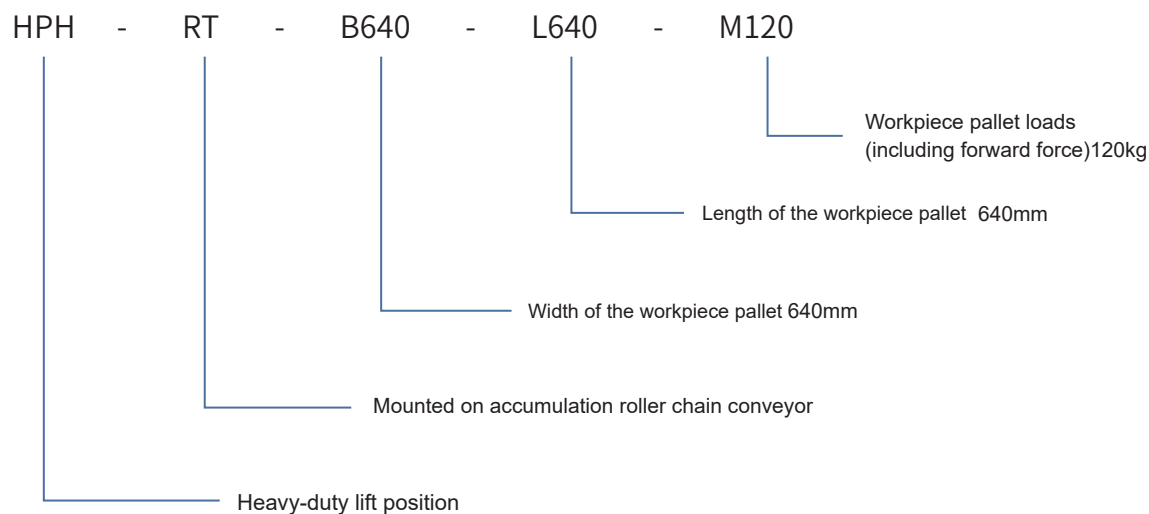 HPH - RT - B640 - L640 - M120
Workpiece pallet loads
(including forward force)120kg
Length of the workpiece pallet 640mm
Width of the workpiece pallet 640mm
Mounted on accumulation roller chain conveyor
Heavy-duty lift position